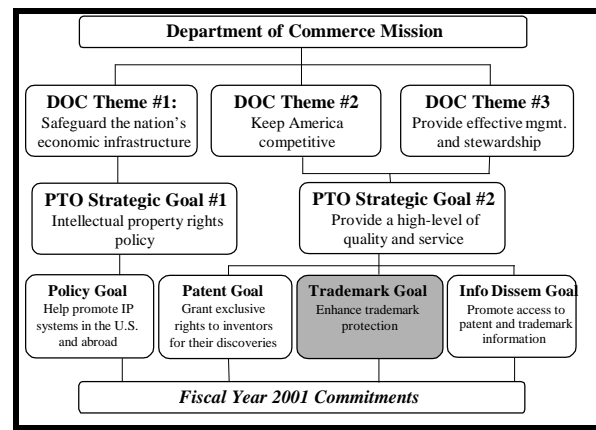 Department of Commerce Mission
DOC Theme #1:
Safeguard the nation's
economic infrastructure
DOC Theme #2
Keep America
competitive
DOC Theme #3
Provide effective mgmt.
and stewardship
PTO Strategic Goal #1
Intellectual property rights
policy
PTO Strategic Goal #2
Provide a high-level of
quality and service
Policy Goal
Help promote IP
systems in the U.S.
and abroad
Patent Goal
Grant exclusive
rights to inventors
for their discoveries
Trademark Goal
Enhance trademark
protection
Info Dissem Goal
Promote access to
patent and trademark
information
Fiscal Year 2001 Commitments